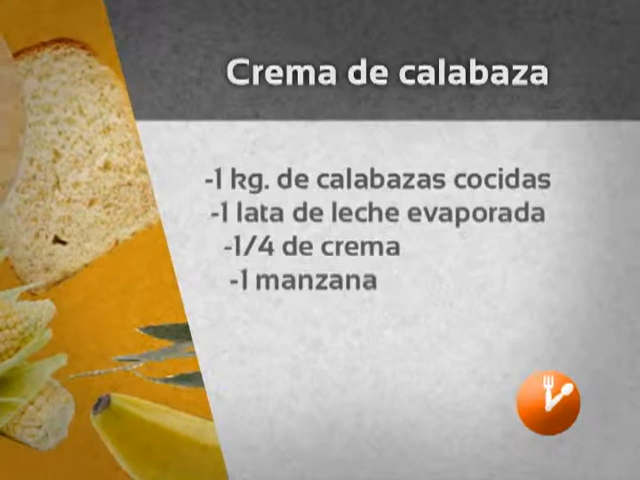 Crema de calabaza
-1 kg. de calabazas cocidas
-1 lata de leche evaporada
-1/4 de crema
-1 manzana